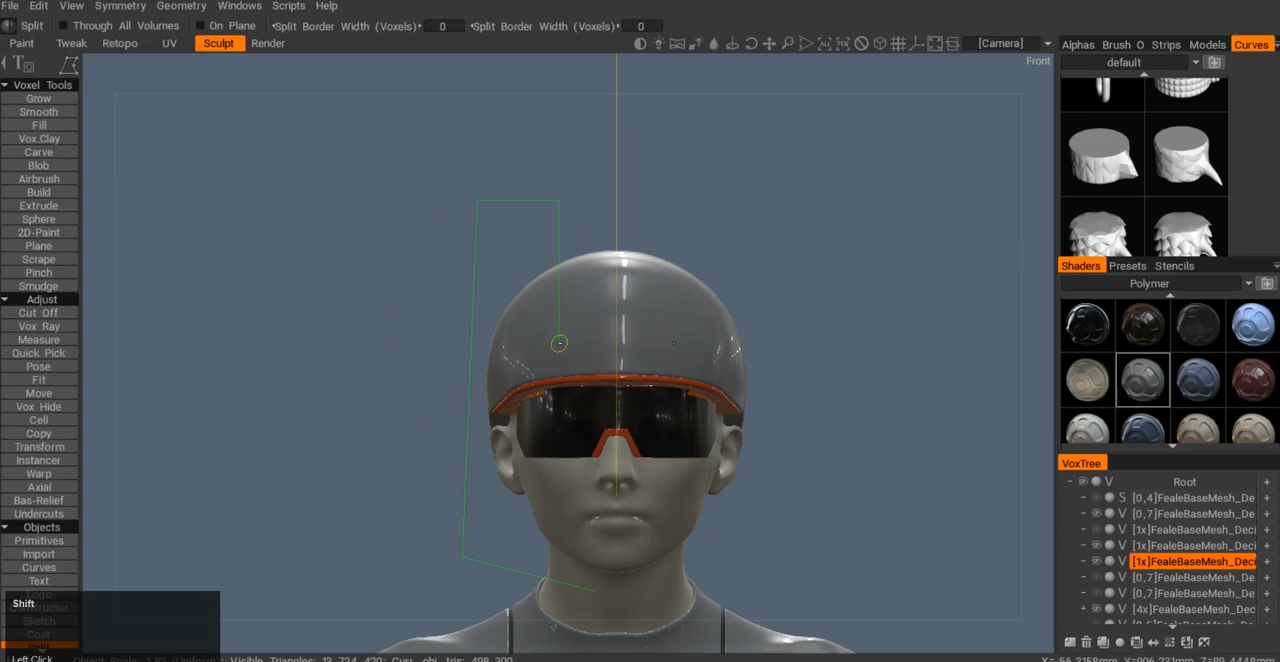 File Edit View Symmetry Geometry Windows Scripts Help
Split Through All Volumes On Plane Split Border Width (Voxels) 0 Split Border Width (Voxels) 0
Paint Tweak Retopo UV Sculpt Render [Camera] Alphas Brush O Strips Models Curves
default
Front
Voxel Tools
Grow
Smooth
Fill
Vox.Clay
Carve
Blob
Airbrush
Build
Extrude
Sphere
2D-Paint
Plane
Scrape
Pinch
Smudge
Adjust
Cut Off
Vox Ray
Measure
Quick Pick
Pose
Fit
Move
Vox Hide
Cell
Copy
Transform
Instancer
Warp
Axial
Bas-Relief
Undercuts
Objects
Primitives
Import
Curves
Text
Logo
Constructor
Sketch
Coat
Shift
Left Click
Shaders Presets Stencils
Polymer
VoxTree
V Root +
S [0,4]FealeBaseMesh_De +
V [0,7]FealeBaseMesh_De +
V [1x]FealeBaseMesh_Deci +
V [1x]FealeBaseMesh_Deci +
V [1x]FealeBaseMesh_Deci +
V [0,7]FealeBaseMesh_De +
V [0,7]FealeBaseMesh_De +
V [4x]FealeBaseMesh_Dec +